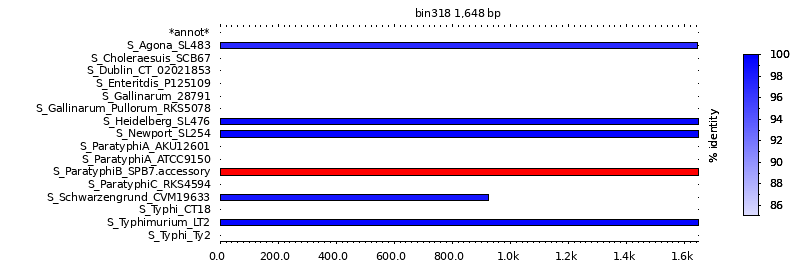 bin318 1,648 bp
*annot*
S_Agona_SL483
S_Choleraesuis_SCB67
S_Dublin_CT_02021853
S_Enteritdis_P125109
S_Gallinarum_28791
S_Gallinarum_Pullorum_RKS5078
S_Heidelberg_SL476
S_Newport_SL254
S_ParatyphiA_AKU12601
S_ParatyphiA_ATCC9150
S_ParatyphiB_SPB7.accessory
S_ParatyphiC_RKS4594
S_Schwarzengrund_CVM19633
S_Typhi_CT18
S_Typhimurium_LT2
S_Typhi_Ty2
0.0 200.0 400.0 600.0 800.0 1.0k 1.2k 1.4k 1.6k
% identity
100
98
96
94
92
90
88
86